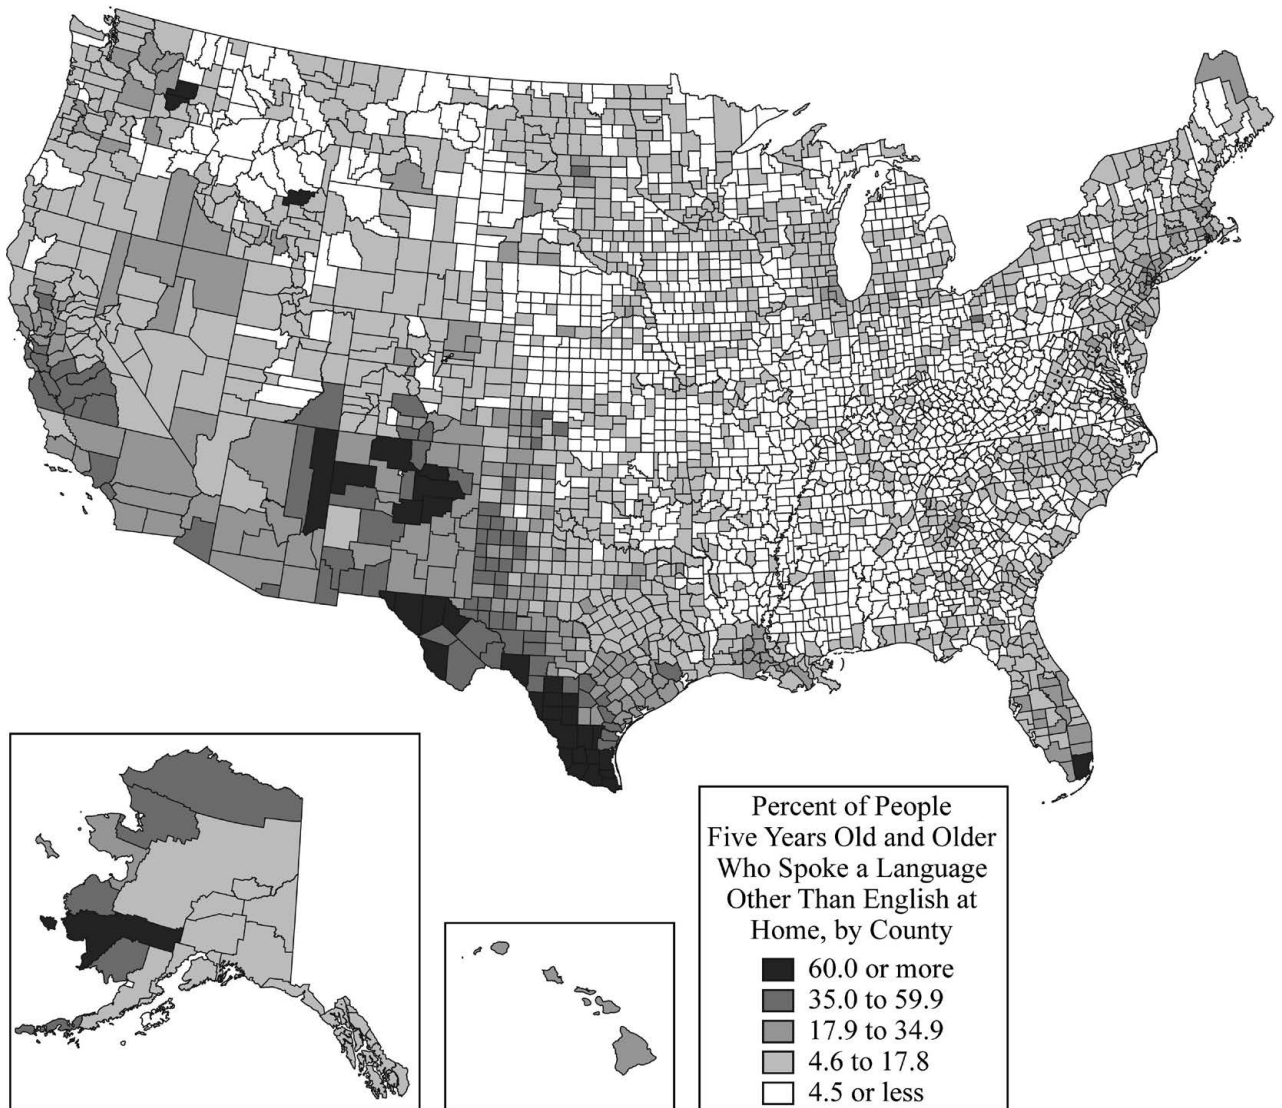 Percent of People
Five Years Old and Older
Who Spoke a Language
Other Than English at
Home, by County
60.0 or more
35.0 to 59.9
17.9 to 34.9
4.6 to 17.8
4.5 or less